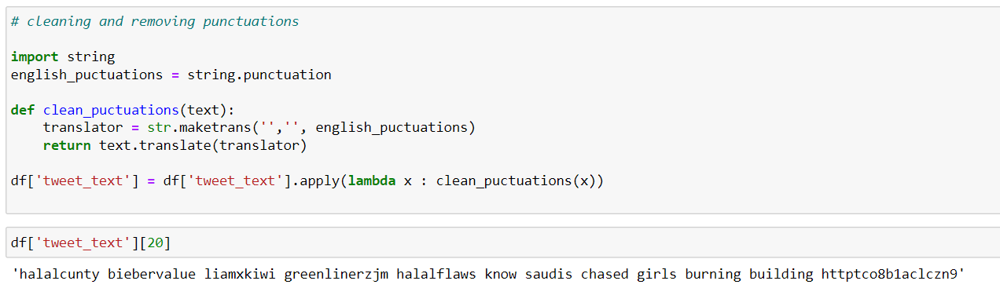 # cleaning and removing punctuations
import string
english_puctuations = string.punctuation
def clean_puctuations(text):
    translator = str.maketrans('','', english_puctuations)
    return text.translate(translator)
df['tweet_text'] = df['tweet_text'].apply(lambda x : clean_puctuations(x))
df['tweet_text'][20]
'halalcunty biebervalue liamxkiwi greenlinerzjm halalflaws know saudis chased girls burning building httptco8b1aclczn9'